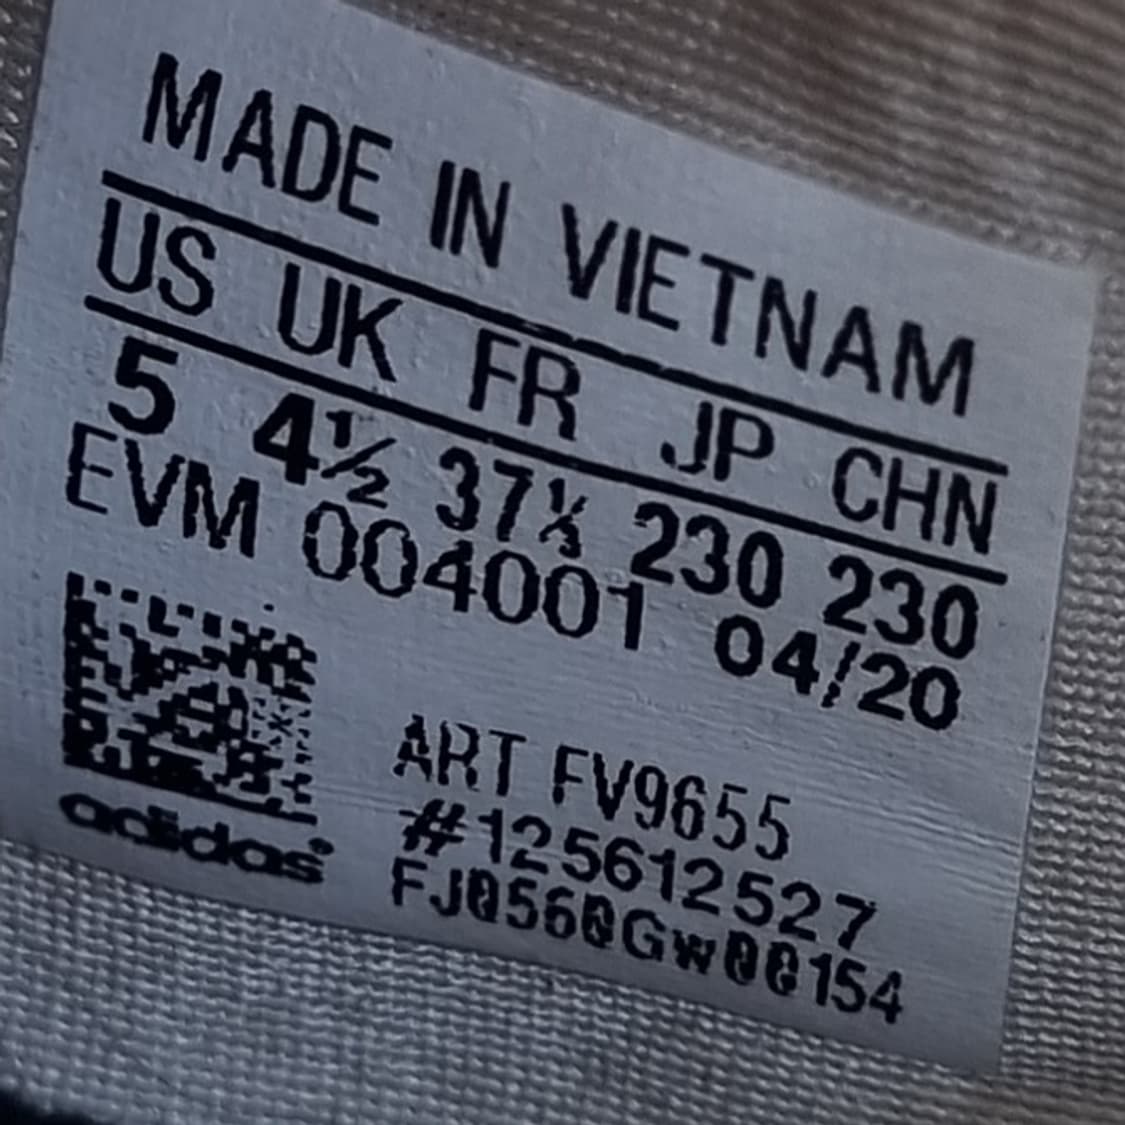 MADE IN VIETNAM
US UK FR JP CHN
5 4½ 37⅓ 230 230
EVM 004001 04/20
ART FV9655
#125612527
FJ0560Gw00154
adidas